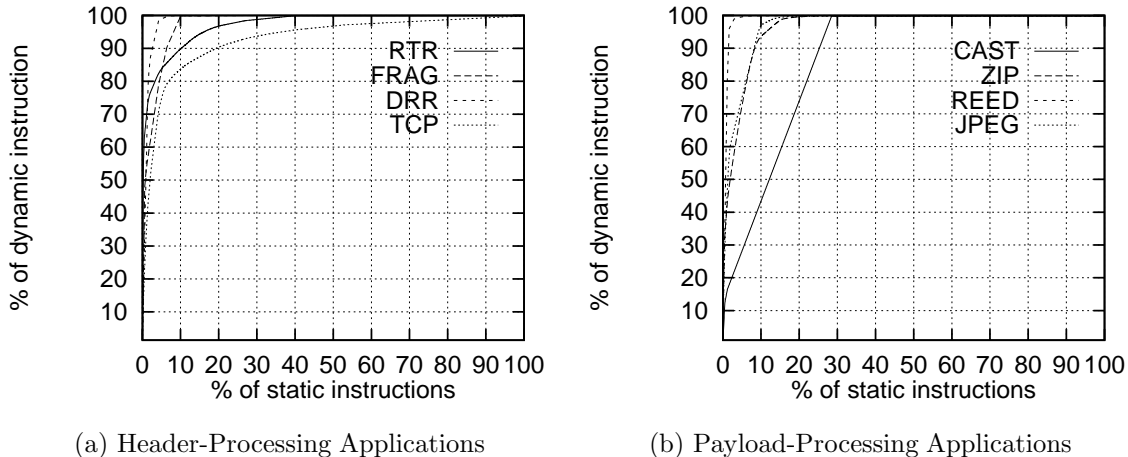 % of dynamic instruction
100
90
80
70
60
50
40
30
20
10
0 10 20 30 40 50 60 70 80 90 100
% of static instructions
RTR
FRAG
DRR
TCP
(a) Header-Processing Applications
% of dynamic instruction
100
90
80
70
60
50
40
30
20
10
0 10 20 30 40 50 60 70 80 90 100
% of static instructions
CAST
ZIP
REED
JPEG
(b) Payload-Processing Applications